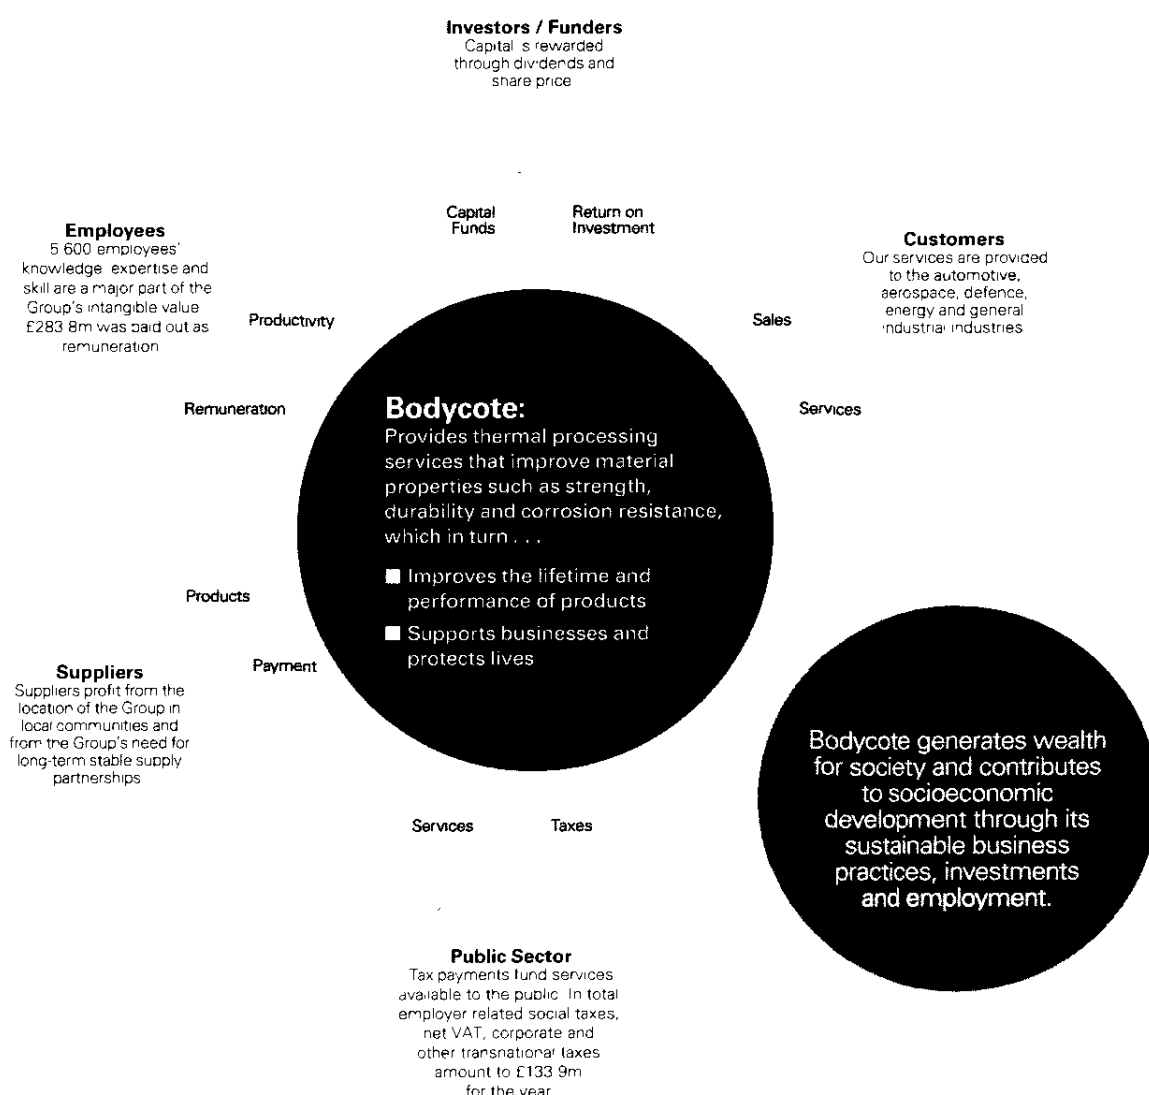 Investors / Funders
Capital is rewarded
through dividends and
share price
Capital
Funds
Return on
Investment
Employees
5 600 employees'
knowledge expertise and
skill are a major part of the
Group's intangible value
£283 8m was paid out as
remuneration
Productivity
Remuneration
Customers
Our services are provided
to the automotive,
aerospace, defence,
energy and general
industrial industries
Sales
Services
Bodycote:
Provides thermal processing
services that improve material
properties such as strength,
durability and corrosion resistance,
which in turn . . .
Improves the lifetime and
performance of products
Supports businesses and
protects lives
Products
Payment
Suppliers
Suppliers profit from the
location of the Group in
local communities and
from the Group's need for
long-term stable supply
partnerships
Bodycote generates wealth
for society and contributes
to socioeconomic
development through its
sustainable business
practices, investments
and employment.
Services
Taxes
Public Sector
Tax payments fund services
available to the public In total
employer related social taxes,
net VAT, corporate and
other transnational taxes
amount to £133 9m
for the year